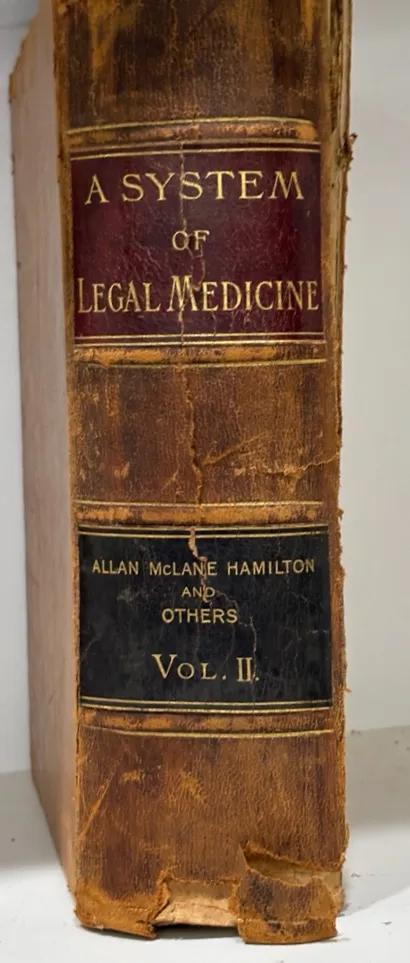 A SYSTEM
OF
LEGAL MEDICINE
ALLAN McLANE HAMILTON
AND
OTHERS
VOL. II.